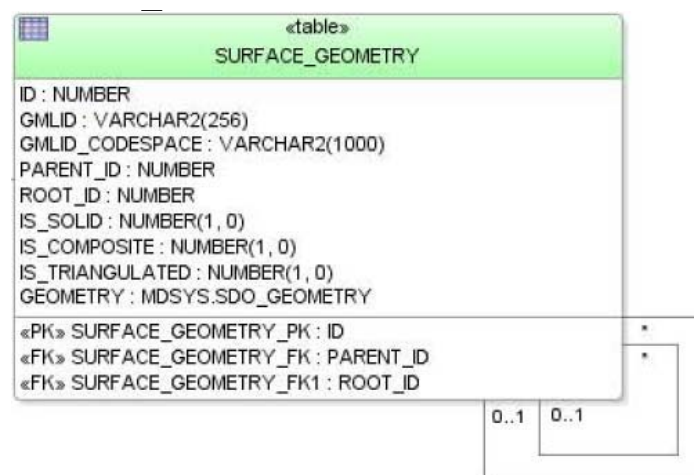 «table»
SURFACE_GEOMETRY
ID : NUMBER
GMLID : VARCHAR2(256)
GMLID_CODESPACE : VARCHAR2(1000)
PARENT_ID : NUMBER
ROOT_ID : NUMBER
IS_SOLID : NUMBER(1, 0)
IS_COMPOSITE : NUMBER(1, 0)
IS_TRIANGULATED : NUMBER(1, 0)
GEOMETRY : MDSYS.SDO_GEOMETRY
«PK» SURFACE_GEOMETRY_PK : ID
*
«FK» SURFACE_GEOMETRY_FK : PARENT_ID
*
«FK» SURFACE_GEOMETRY_FK1 : ROOT_ID
0..1 0..1